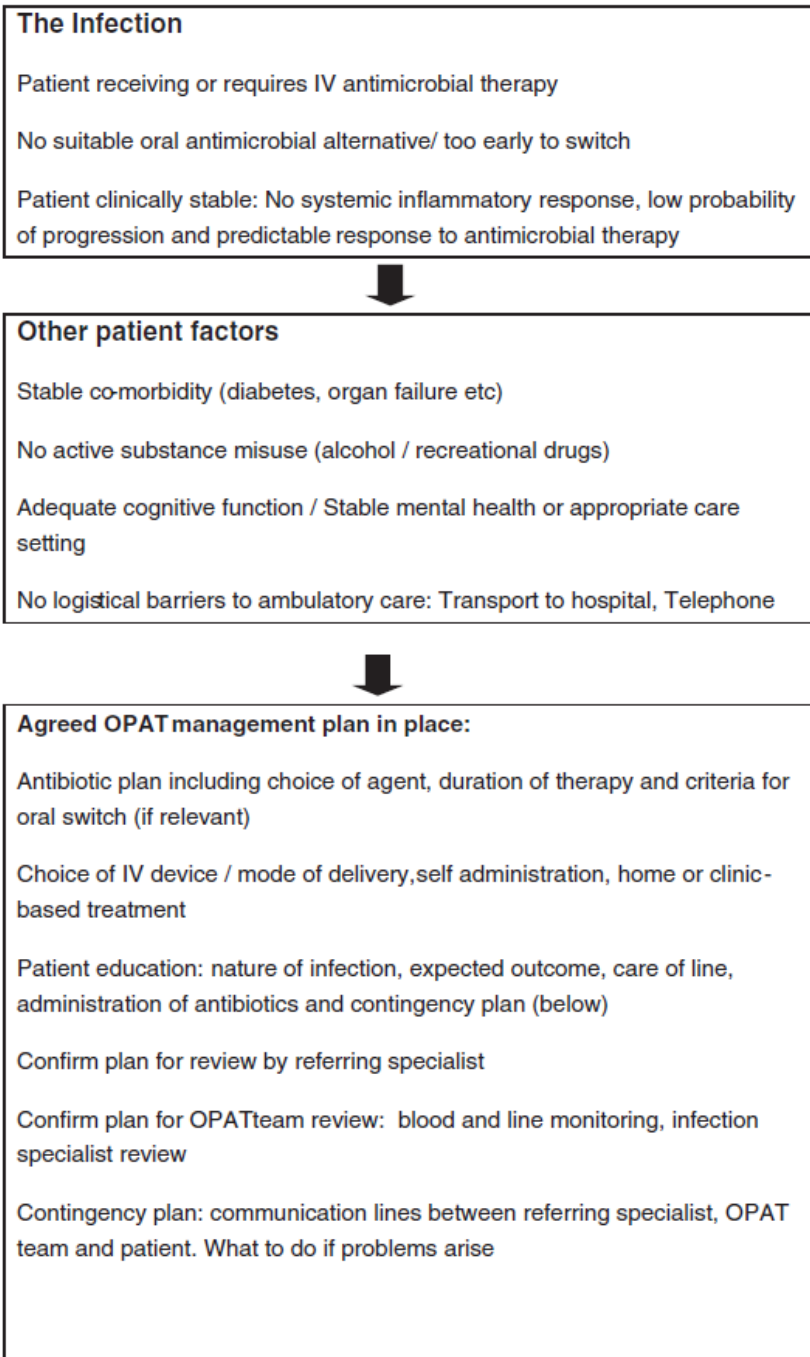 The Infection
Patient receiving or requires IV antimicrobial therapy
No suitable oral antimicrobial alternative/ too early to switch
Patient clinically stable: No systemic inflammatory response, low probability
of progression and predictable response to antimicrobial therapy
Other patient factors
Stable co-morbidity (diabetes, organ failure etc)
No active substance misuse (alcohol / recreational drugs)
Adequate cognitive function / Stable mental health or appropriate care
setting
No logistical barriers to ambulatory care: Transport to hospital, Telephone
Agreed OPAT management plan in place:
Antibiotic plan including choice of agent, duration of therapy and criteria for
oral switch (if relevant)
Choice of IV device / mode of delivery,self administration, home or clinic-
based treatment
Patient education: nature of infection, expected outcome, care of line,
administration of antibiotics and contingency plan (below)
Confirm plan for review by referring specialist
Confirm plan for OPATteam review: blood and line monitoring, infection
specialist review
Contingency plan: communication lines between referring specialist, OPAT
team and patient. What to do if problems arise